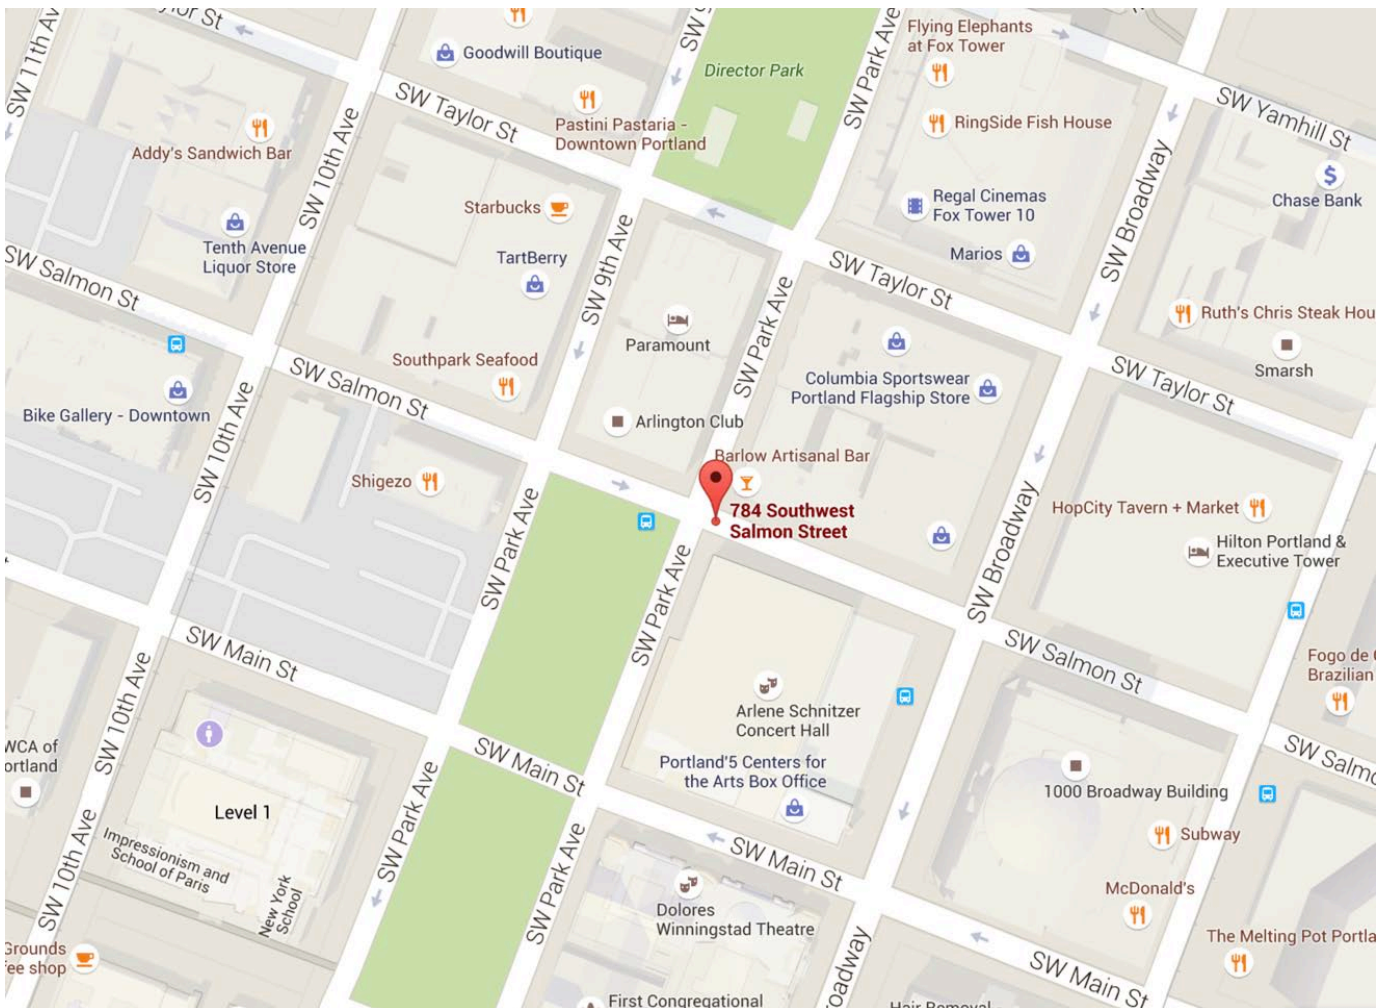 ylor St
SW 11th Ave
SW 10th Ave
Goodwill Boutique
SW 9
Director Park
SW Park Ave
Flying Elephants
at Fox Tower
SW Yamhill St
SW Taylor St
Pastini Pastaria -
Downtown Portland
RingSide Fish House
Addy's Sandwich Bar
SW Broadway
Chase Bank
Starbucks
Regal Cinemas
Fox Tower 10
Tenth Avenue
Liquor Store
TartBerry
SW 9th Ave
Marios
SW Salmon St
SW Taylor St
Ruth's Chris Steak Hou
Paramount
SW Park Ave
Smarsh
Southpark Seafood
SW Salmon St
Columbia Sportswear
Portland Flagship Store
SW Taylor St
Bike Gallery - Downtown
SW 10th Ave
Arlington Club
Barlow Artisanal Bar
Shigezo
784 Southwest
Salmon Street
HopCity Tavern + Market
SW Park Ave
SW Park Ave
SW Broadway
Hilton Portland &
Executive Tower
SW Main St
SW Salmon St
Fogo de
Brazilian
SW 10th Ave
Arlene Schnitzer
Concert Hall
WCA of
ortland
SW Main St
Portland'5 Centers for
the Arts Box Office
SW Salmo
1000 Broadway Building
Level 1
SW Park Ave
Subway
Impressionism and
School of Paris
SW Main St
SW 10th Ave
New York
School
SW Park Ave
McDonald's
Dolores
Winningstad Theatre
Grounds
fee shop
roadway
The Melting Pot Portla
SW Main St
First Congregational
Hair Removal